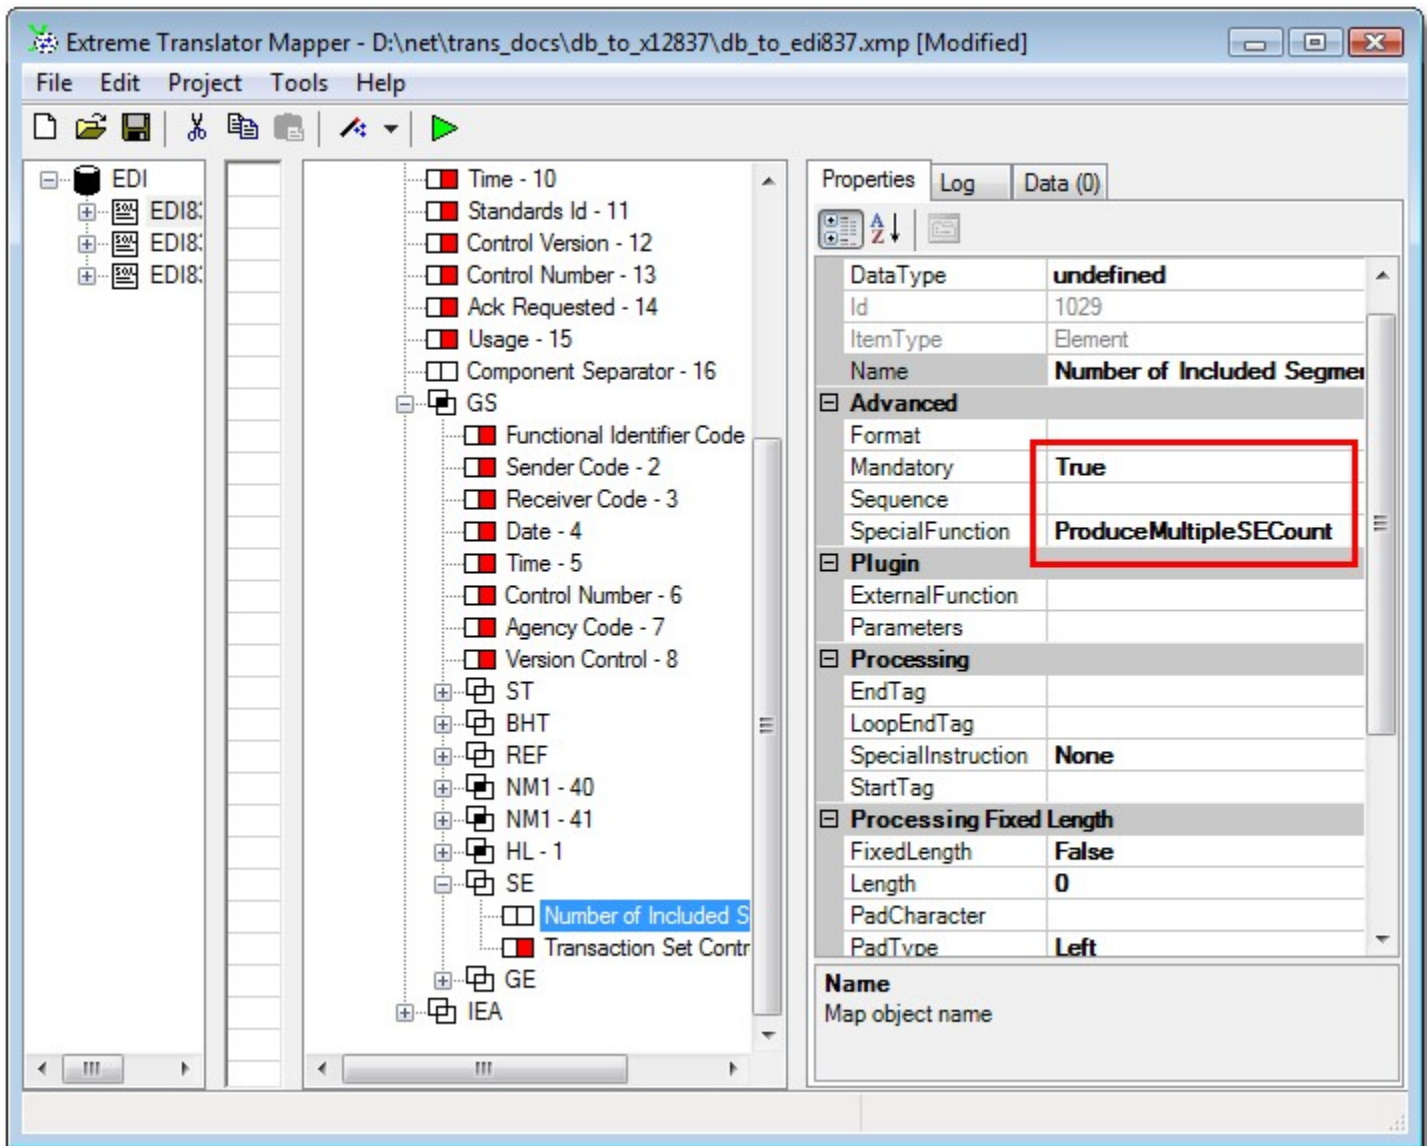 Extreme Translator Mapper - D:\net\trans_docs\db_to_x12837\db_to_edi837.xmp [Modified]
File Edit Project Tools Help
EDI
EDI8
EDI8
EDI8
Time - 10
Standards Id - 11
Control Version - 12
Control Number - 13
Ack Requested - 14
Usage - 15
Component Separator - 16
GS
Functional Identifier Code
Sender Code - 2
Receiver Code - 3
Date - 4
Time - 5
Control Number - 6
Agency Code - 7
Version Control - 8
ST
BHT
REF
NM1 - 40
NM1 - 41
HL - 1
SE
Number of Included S
Transaction Set Contr
GE
IEA
Properties Log Data (0)
DataType undefined
Id 1029
ItemType Element
Name Number of Included Segmer
Advanced
Format
Mandatory True
Sequence
SpecialFunction ProduceMultipleSECount
Plugin
ExternalFunction
Parameters
Processing
EndTag
LoopEndTag
SpecialInstruction None
StartTag
Processing Fixed Length
FixedLength False
Length 0
PadCharacter
PadType Left
Name
Map object name